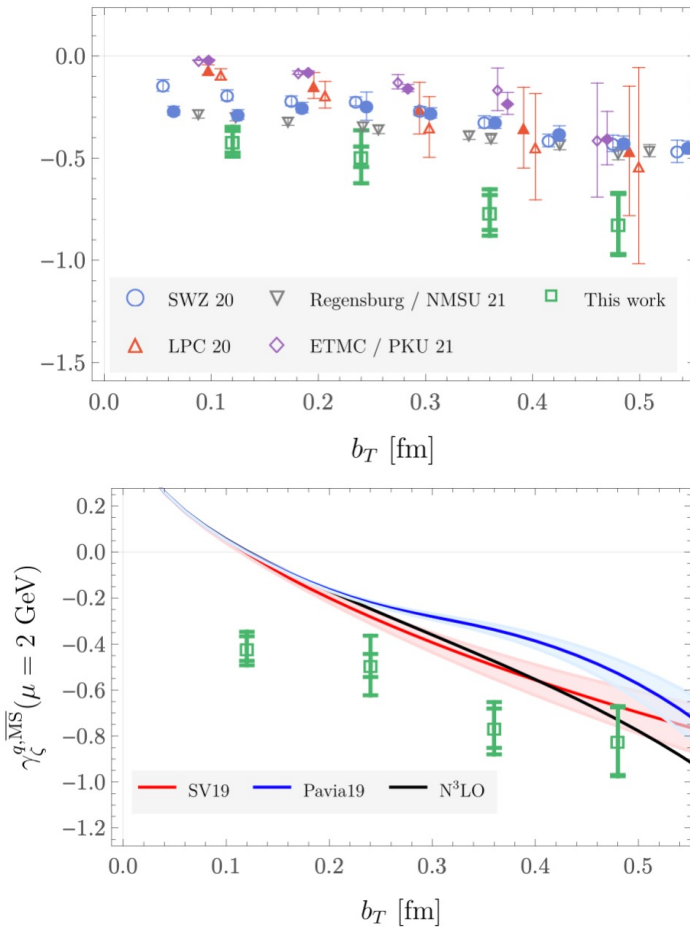 0.0
−0.5
−1.0
−1.5
SWZ 20
Regensburg / NMSU 21
This work
LPC 20
ETMC / PKU 21
0.0 0.1 0.2 0.3 0.4 0.5
b_T [fm]
γ_ζ^{q,\overline{MS}}(μ = 2 GeV)
0.2
0.0
−0.2
−0.4
−0.6
−0.8
−1.0
−1.2
SV19 Pavia19 N³LO
0.0 0.1 0.2 0.3 0.4 0.5
b_T [fm]